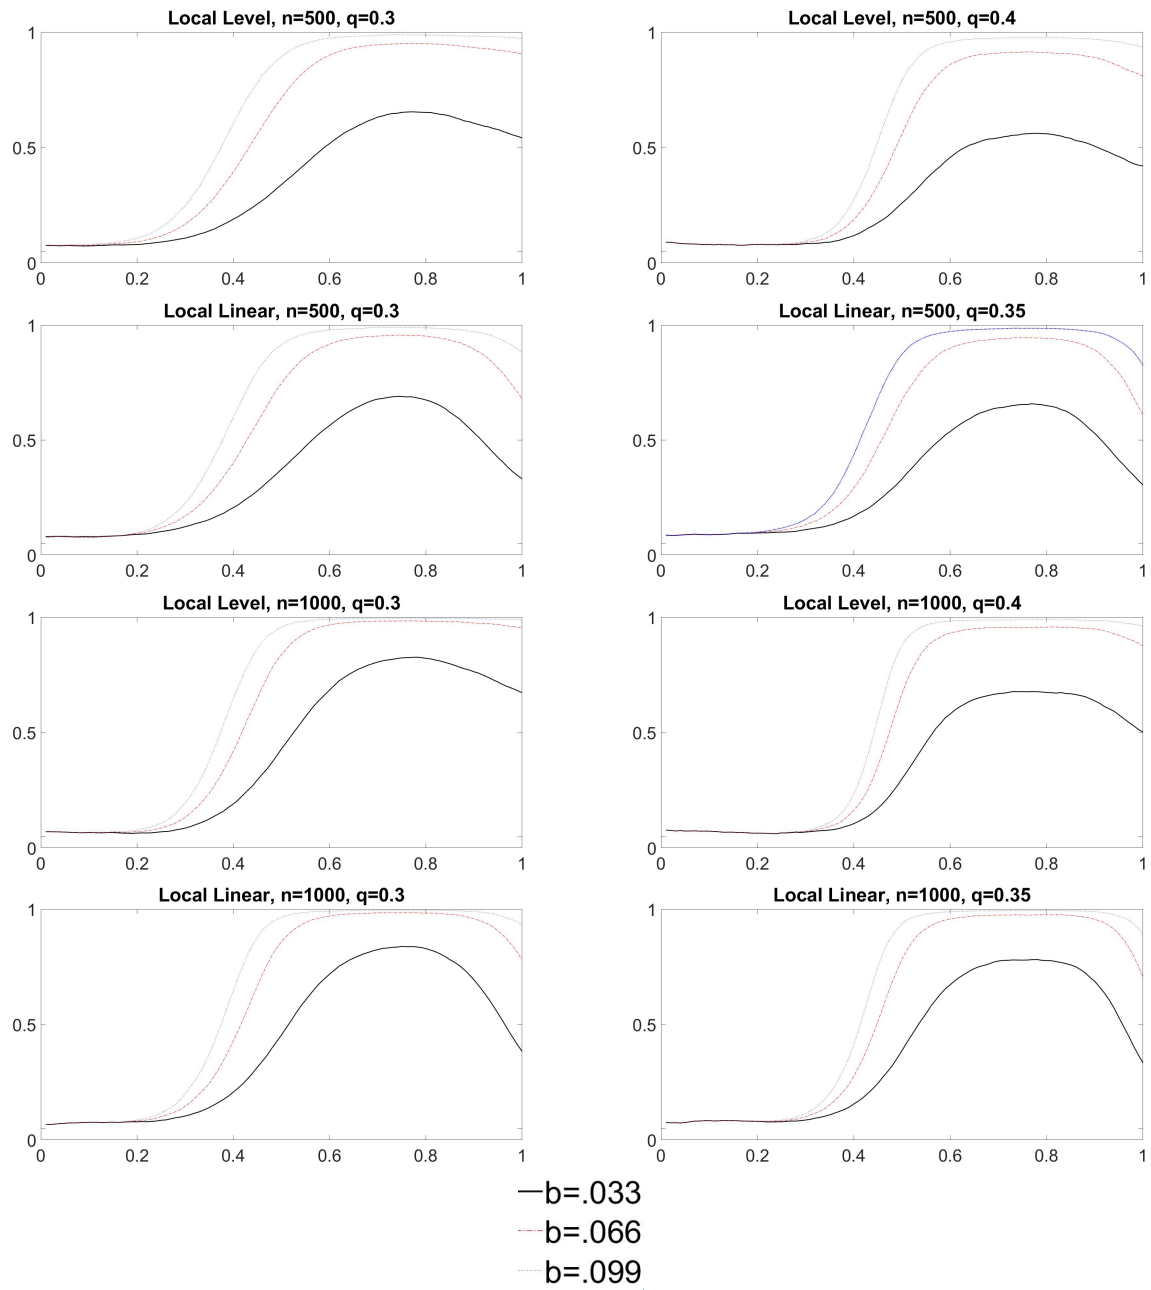 Local Level, n=500, q=0.3
1
0.5
0
0 0.2 0.4 0.6 0.8 1
Local Level, n=500, q=0.4
1
0.5
0
0 0.2 0.4 0.6 0.8 1
Local Linear, n=500, q=0.3
1
0.5
0
0 0.2 0.4 0.6 0.8 1
Local Linear, n=500, q=0.35
1
0.5
0
0 0.2 0.4 0.6 0.8 1
Local Level, n=1000, q=0.3
1
0.5
0
0 0.2 0.4 0.6 0.8 1
Local Level, n=1000, q=0.4
1
0.5
0
0 0.2 0.4 0.6 0.8 1
Local Linear, n=1000, q=0.3
1
0.5
0
0 0.2 0.4 0.6 0.8 1
Local Linear, n=1000, q=0.35
1
0.5
0
0 0.2 0.4 0.6 0.8 1
b=.033
b=.066
b=.099